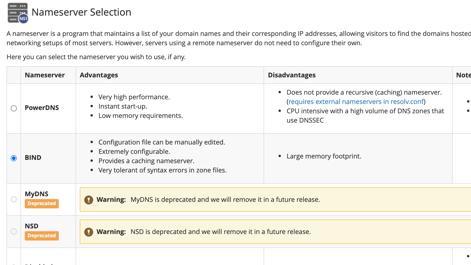 Nameserver Selection
A nameserver is a program that maintains a list of your domain names and their corresponding IP addresses, allowing visitors to find the domains hosted
networking setups of most servers. However, servers using a remote nameserver do not need to configure their own.
Here you can select the nameserver you wish to use, if any.
Nameserver Advantages Disadvantages Note
PowerDNS
Very high performance.
Instant start-up.
Low memory requirements.
Does not provide a recursive (caching) nameserver.
(requires external nameservers in resolv.conf)
CPU intensive with a high volume of DNS zones that
use DNSSEC
BIND
Configuration file can be manually edited.
Extremely configurable.
Provides a caching nameserver.
Very tolerant of syntax errors in zone files.
Large memory footprint.
MyDNS
Deprecated
Warning: MyDNS is deprecated and we will remove it in a future release.
NSD
Deprecated
Warning: NSD is deprecated and we will remove it in a future release.